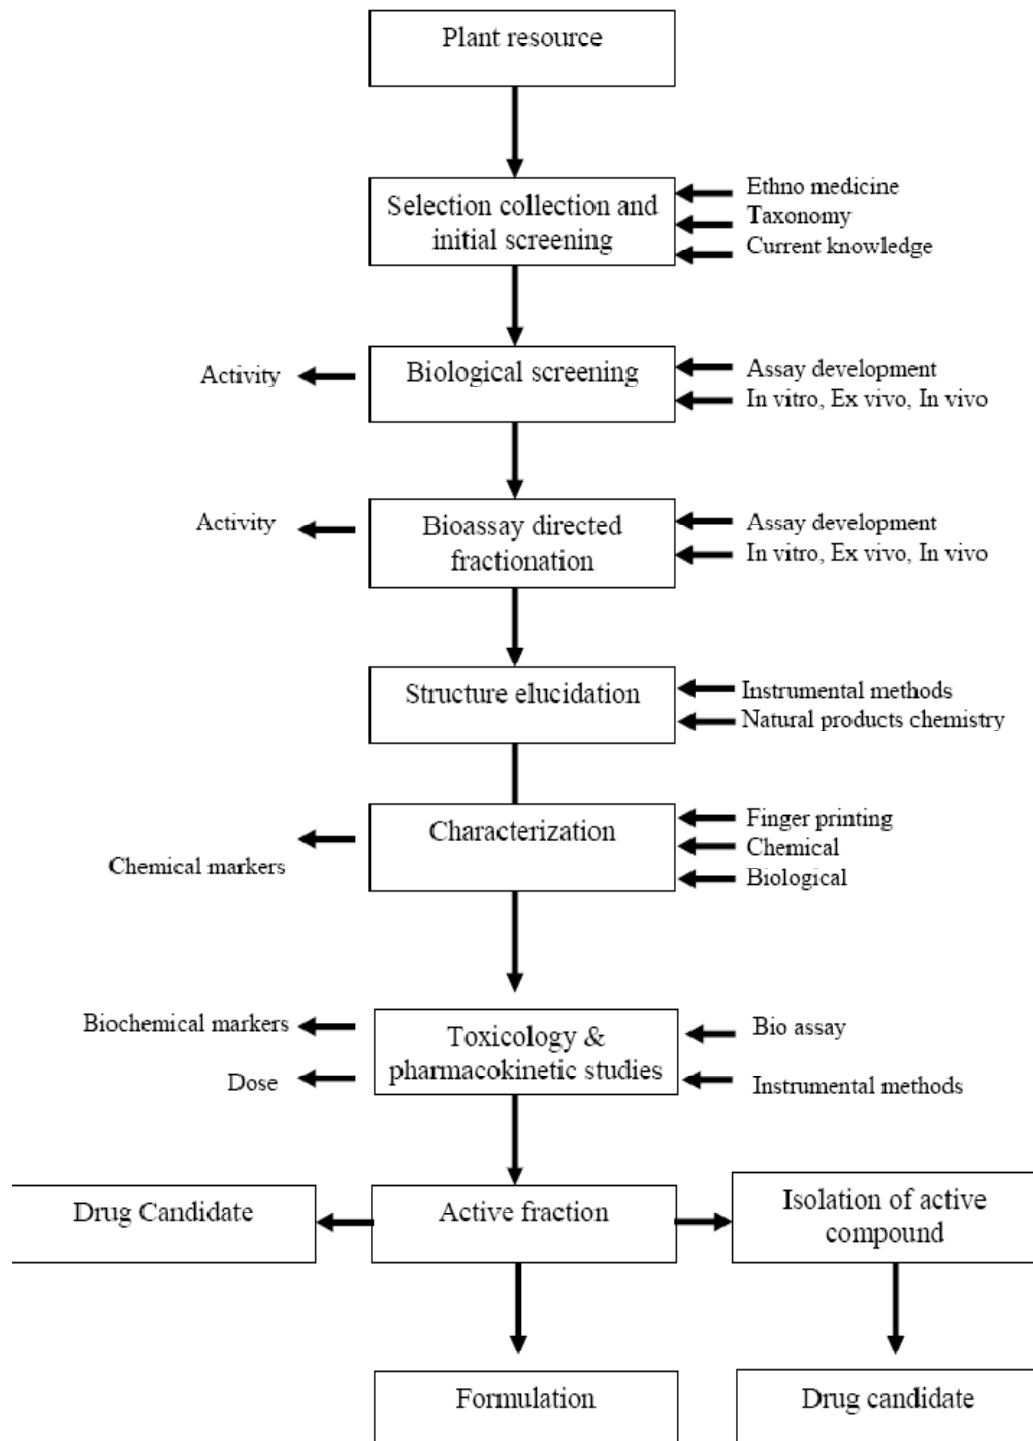 Plant resource
Selection collection and
initial screening
Ethno medicine
Taxonomy
Current knowledge
Activity
Biological screening
Assay development
In vitro, Ex vivo, In vivo
Activity
Bioassay directed
fractionation
Assay development
In vitro, Ex vivo, In vivo
Structure elucidation
Instrumental methods
Natural products chemistry
Characterization
Chemical markers
Finger printing
Chemical
Biological
Biochemical markers
Dose
Toxicology &
pharmacokinetic studies
Bio assay
Instrumental methods
Drug Candidate
Active fraction
Isolation of active
compound
Formulation
Drug candidate